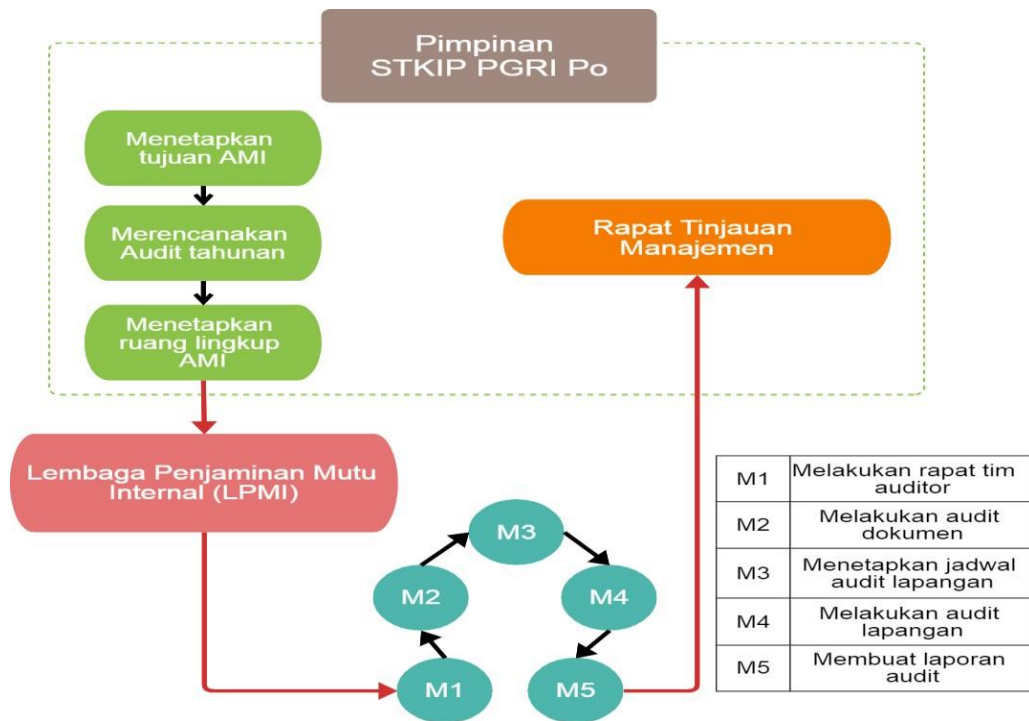 Pimpinan
STKIP PGRI Po
Menetapkan
tujuan AMI
Merencanakan
Audit tahunan
Menetapkan
ruang lingkup
AMI
Rapat Tinjauan
Manajemen
Lembaga Penjaminan Mutu
Internal (LPMI)
M1
M2
M3
M4
M5
M1 Melakukan rapat tim
auditor
M2 Melakukan audit
dokumen
M3 Menetapkan jadwal
audit lapangan
M4 Melakukan audit
lapangan
M5 Membuat laporan
audit